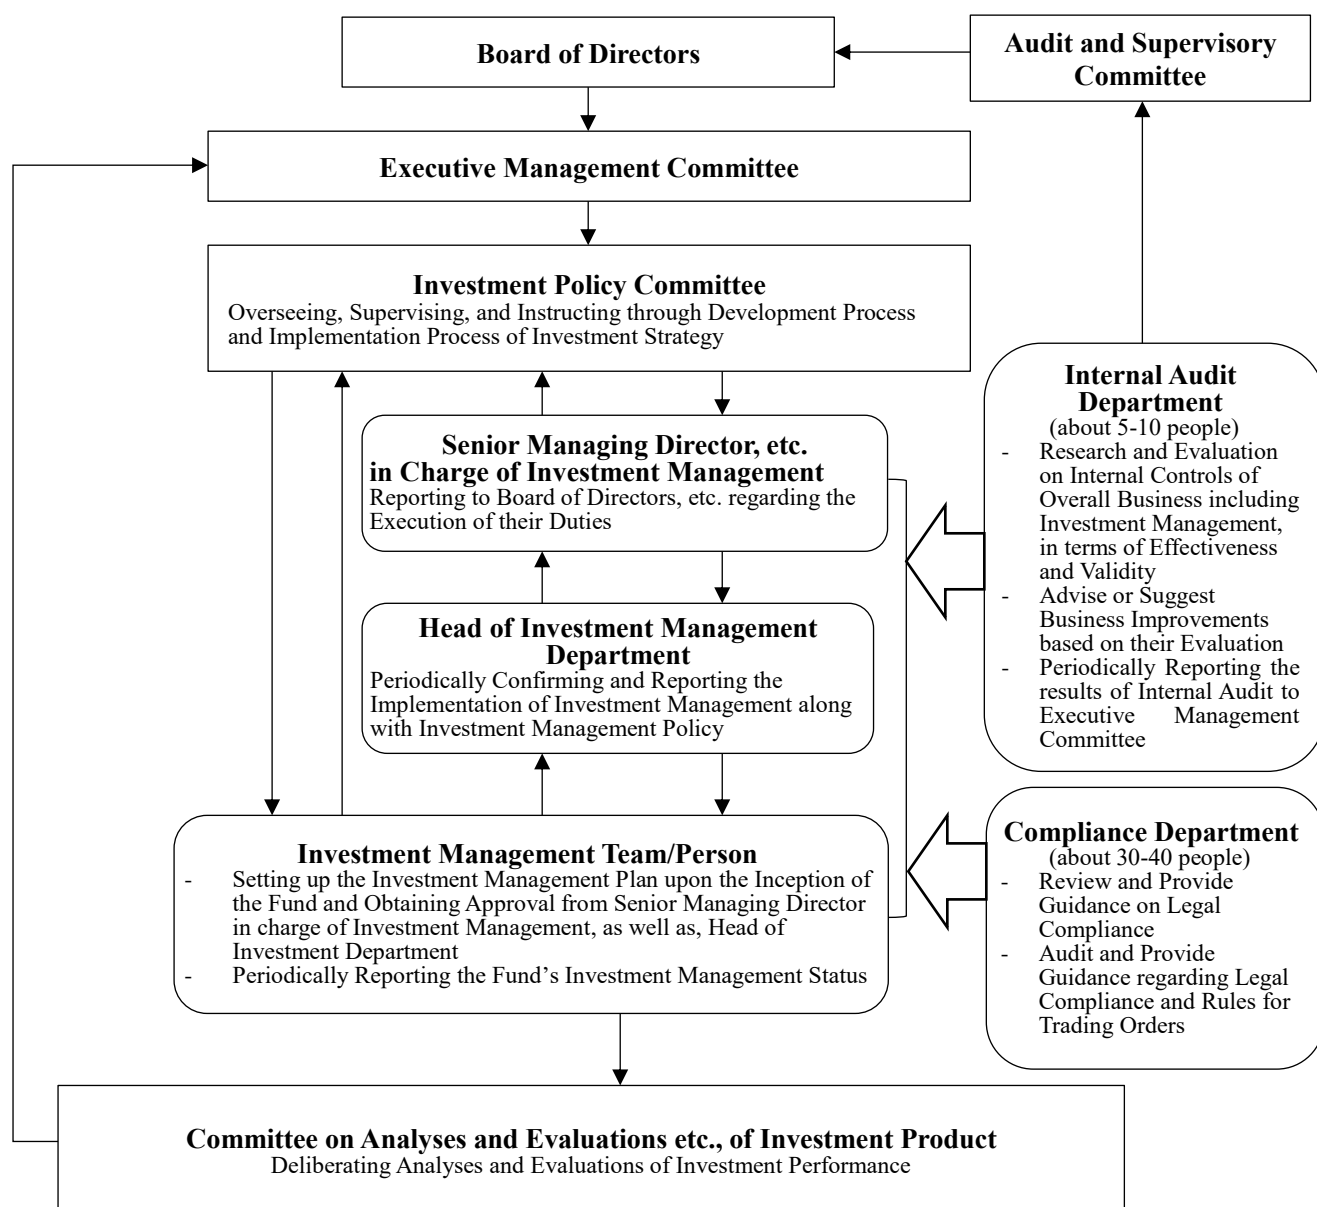 Board of Directors
Audit and Supervisory
Committee
Executive Management Committee
Investment Policy Committee
Overseeing, Supervising, and Instructing through Development Process
and Implementation Process of Investment Strategy
Senior Managing Director, etc.
in Charge of Investment Management
Reporting to Board of Directors, etc. regarding the
Execution of their Duties
Head of Investment Management
Department
Periodically Confirming and Reporting the
Implementation of Investment Management along
with Investment Management Policy
Investment Management Team/Person
- Setting up the Investment Management Plan upon the Inception of
the Fund and Obtaining Approval from Senior Managing Director
in charge of Investment Management, as well as, Head of
Investment Department
- Periodically Reporting the Fund’s Investment Management Status
Internal Audit
Department
(about 5-10 people)
- Research and Evaluation
on Internal Controls of
Overall Business including
Investment Management,
in terms of Effectiveness
and Validity
- Advise or Suggest
Business Improvements
based on their Evaluation
- Periodically Reporting the
results of Internal Audit to
Executive Management
Committee
Compliance Department
(about 30-40 people)
- Review and Provide
Guidance on Legal
Compliance
- Audit and Provide
Guidance regarding Legal
Compliance and Rules for
Trading Orders
Committee on Analyses and Evaluations etc., of Investment Product
Deliberating Analyses and Evaluations of Investment Performance